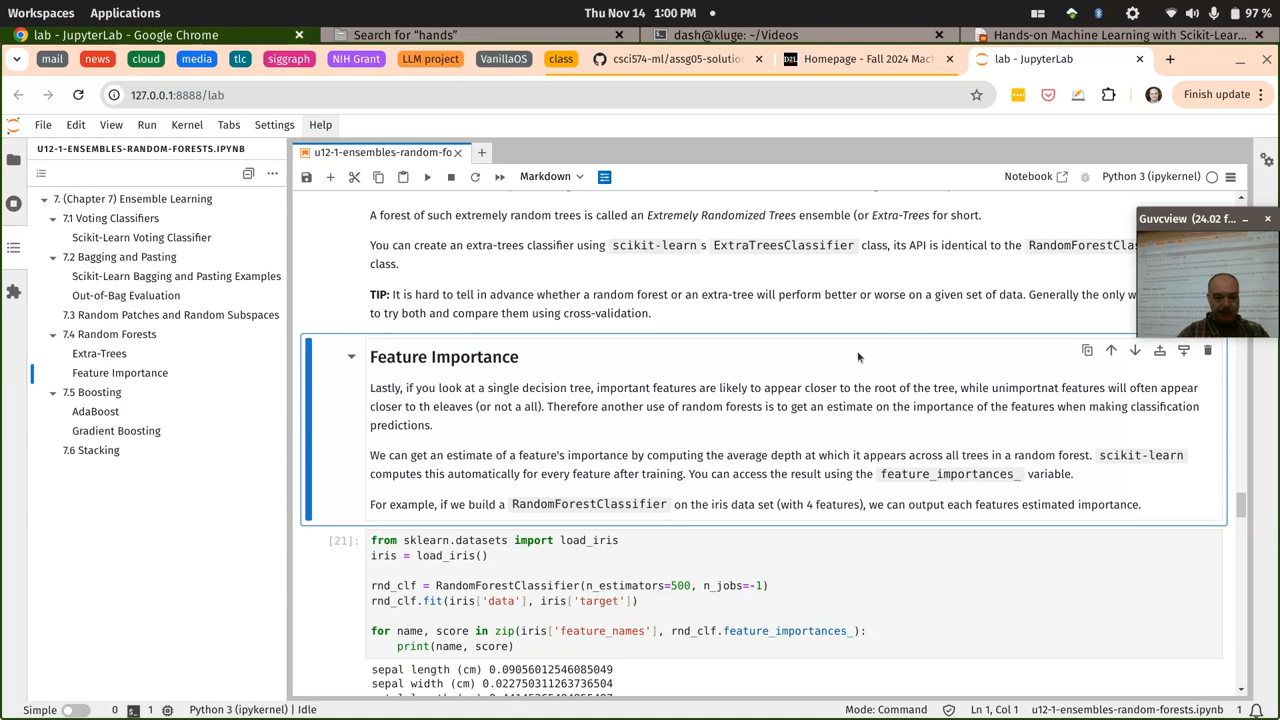 Workspaces Applications Thu Nov 14 1:00 PM 97 %
lab - JupyterLab - Google Chrome Search for “hands” dash@kluge: ~/Videos Hands-on Machine Learning with Scikit-Lear...
mail news cloud media tlc siggraph NIH Grant LLM project VanillaOS class csci574-ml/assg05-solution Homepage - Fall 2024 Mac lab - JupyterLab
127.0.0.1:8888/lab Finish update
File Edit View Run Kernel Tabs Settings Help
U12-1-ENSEMBLES-RANDOM-FORESTS.IPYNB
7. (Chapter 7) Ensemble Learning
7.1 Voting Classifiers
Scikit-Learn Voting Classifier
7.2 Bagging and Pasting
Scikit-Learn Bagging and Pasting Examples
Out-of-Bag Evaluation
7.3 Random Patches and Random Subspaces
7.4 Random Forests
Extra-Trees
Feature Importance
7.5 Boosting
AdaBoost
Gradient Boosting
7.6 Stacking
u12-1-ensembles-random-fo
Markdown Notebook Python 3 (ipykernel)
Guvcview (24.02 f
A forest of such extremely random trees is called an Extremely Randomized Trees ensemble (or Extra-Trees for short.
You can create an extra-trees classifier using scikit-learn s ExtraTreesClassifier class, its API is identical to the RandomForestCla
class.
TIP: It is hard to tell in advance whether a random forest or an extra-tree will perform better or worse on a given set of data. Generally the only w
to try both and compare them using cross-validation.
Feature Importance
Lastly, if you look at a single decision tree, important features are likely to appear closer to the root of the tree, while unimportnat features will often appear
closer to th eleaves (or not a all). Therefore another use of random forests is to get an estimate on the importance of the features when making classification
predictions.
We can get an estimate of a feature's importance by computing the average depth at which it appears across all trees in a random forest. scikit-learn
computes this automatically for every feature after training. You can access the result using the feature_importances_ variable.
For example, if we build a RandomForestClassifier on the iris data set (with 4 features), we can output each features estimated importance.
[21]: from sklearn.datasets import load_iris
iris = load_iris()
rnd_clf = RandomForestClassifier(n_estimators=500, n_jobs=-1)
rnd_clf.fit(iris['data'], iris['target'])
for name, score in zip(iris['feature_names'], rnd_clf.feature_importances_):
print(name, score)
sepal length (cm) 0.09056012546085049
sepal width (cm) 0.022750311263736504
Simple 0 1 Python 3 (ipykernel) | Idle Mode: Command Ln 1, Col 1 u12-1-ensembles-random-forests.ipynb 1